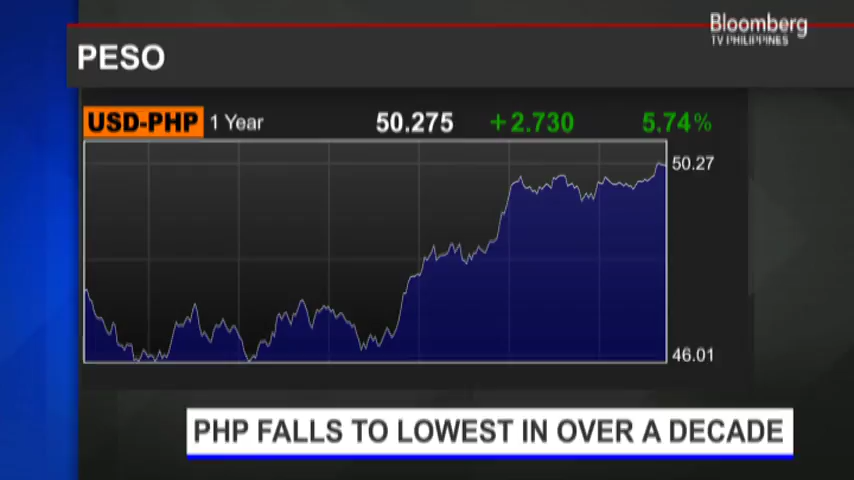 Bloomberg
TV PHILIPPINES
PESO
USD-PHP 1 Year 50.275 +2.730 5.74%
50.27
46.01
PHP FALLS TO LOWEST IN OVER A DECADE